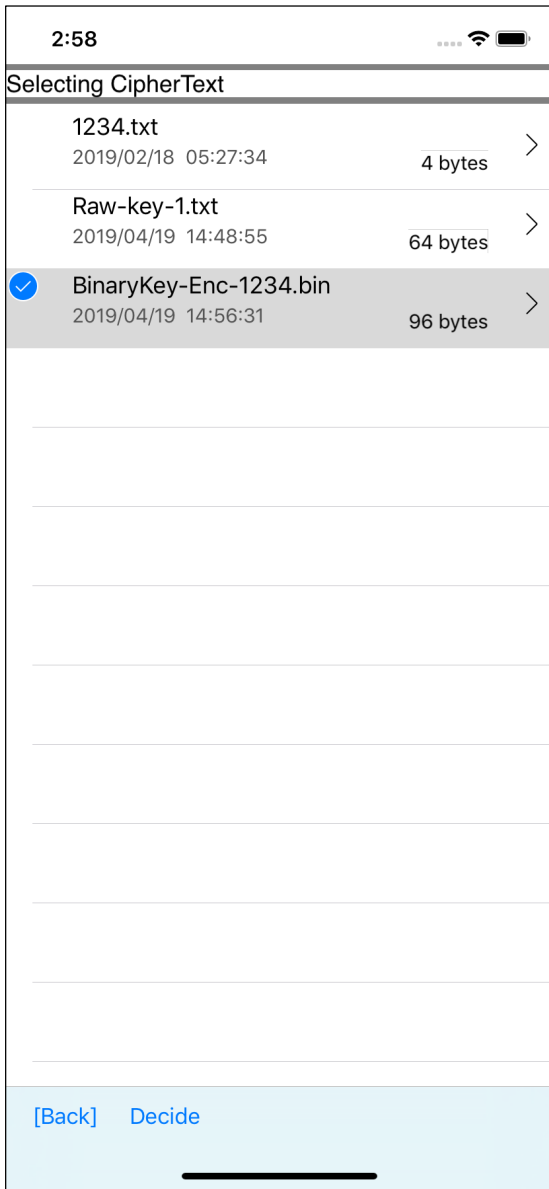 2:58
Selecting CipherText
1234.txt
2019/02/18 05:27:34
4 bytes
Raw-key-1.txt
2019/04/19 14:48:55
64 bytes
BinaryKey-Enc-1234.bin
2019/04/19 14:56:31
96 bytes
[Back] Decide